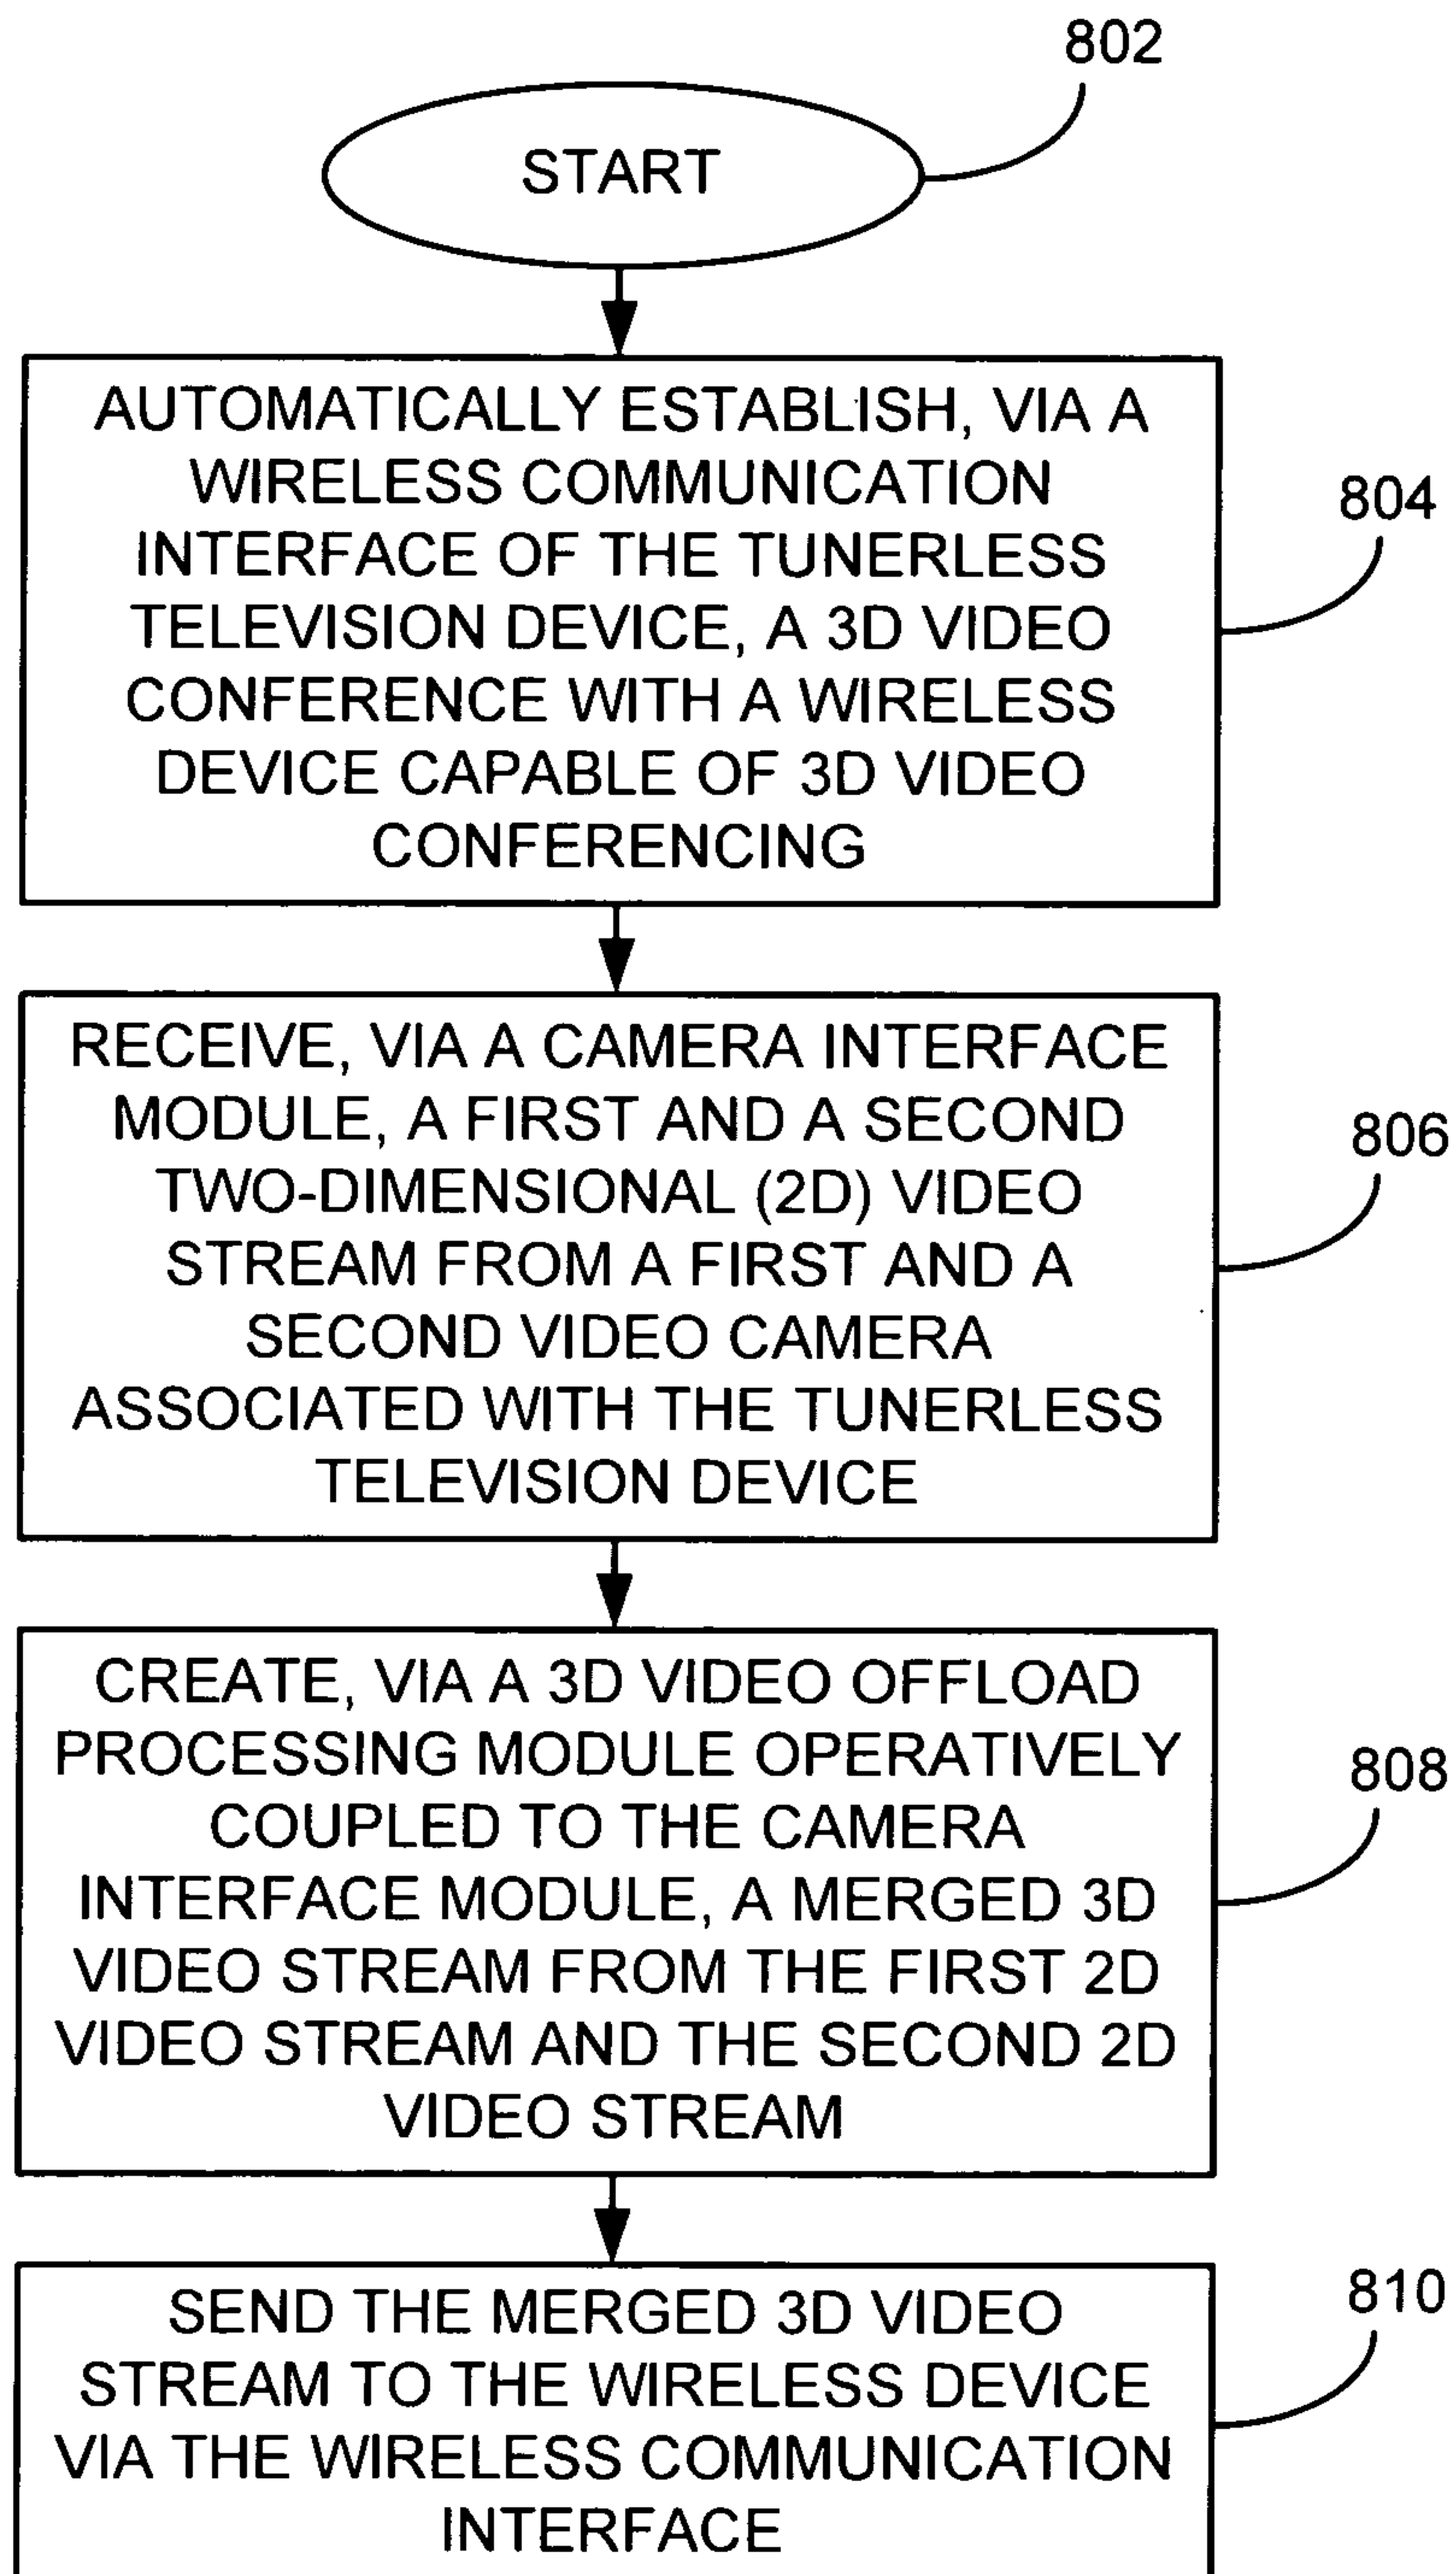 802
START
AUTOMATICALLY ESTABLISH, VIA A
WIRELESS COMMUNICATION
INTERFACE OF THE TUNERLESS
TELEVISION DEVICE, A 3D VIDEO
CONFERENCE WITH A WIRELESS
DEVICE CAPABLE OF 3D VIDEO
CONFERENCING
804
RECEIVE, VIA A CAMERA INTERFACE
MODULE, A FIRST AND A SECOND
TWO-DIMENSIONAL (2D) VIDEO
STREAM FROM A FIRST AND A
SECOND VIDEO CAMERA
ASSOCIATED WITH THE TUNERLESS
TELEVISION DEVICE
806
CREATE, VIA A 3D VIDEO OFFLOAD
PROCESSING MODULE OPERATIVELY
COUPLED TO THE CAMERA
INTERFACE MODULE, A MERGED 3D
VIDEO STREAM FROM THE FIRST 2D
VIDEO STREAM AND THE SECOND 2D
VIDEO STREAM
808
SEND THE MERGED 3D VIDEO
STREAM TO THE WIRELESS DEVICE
VIA THE WIRELESS COMMUNICATION
INTERFACE
810